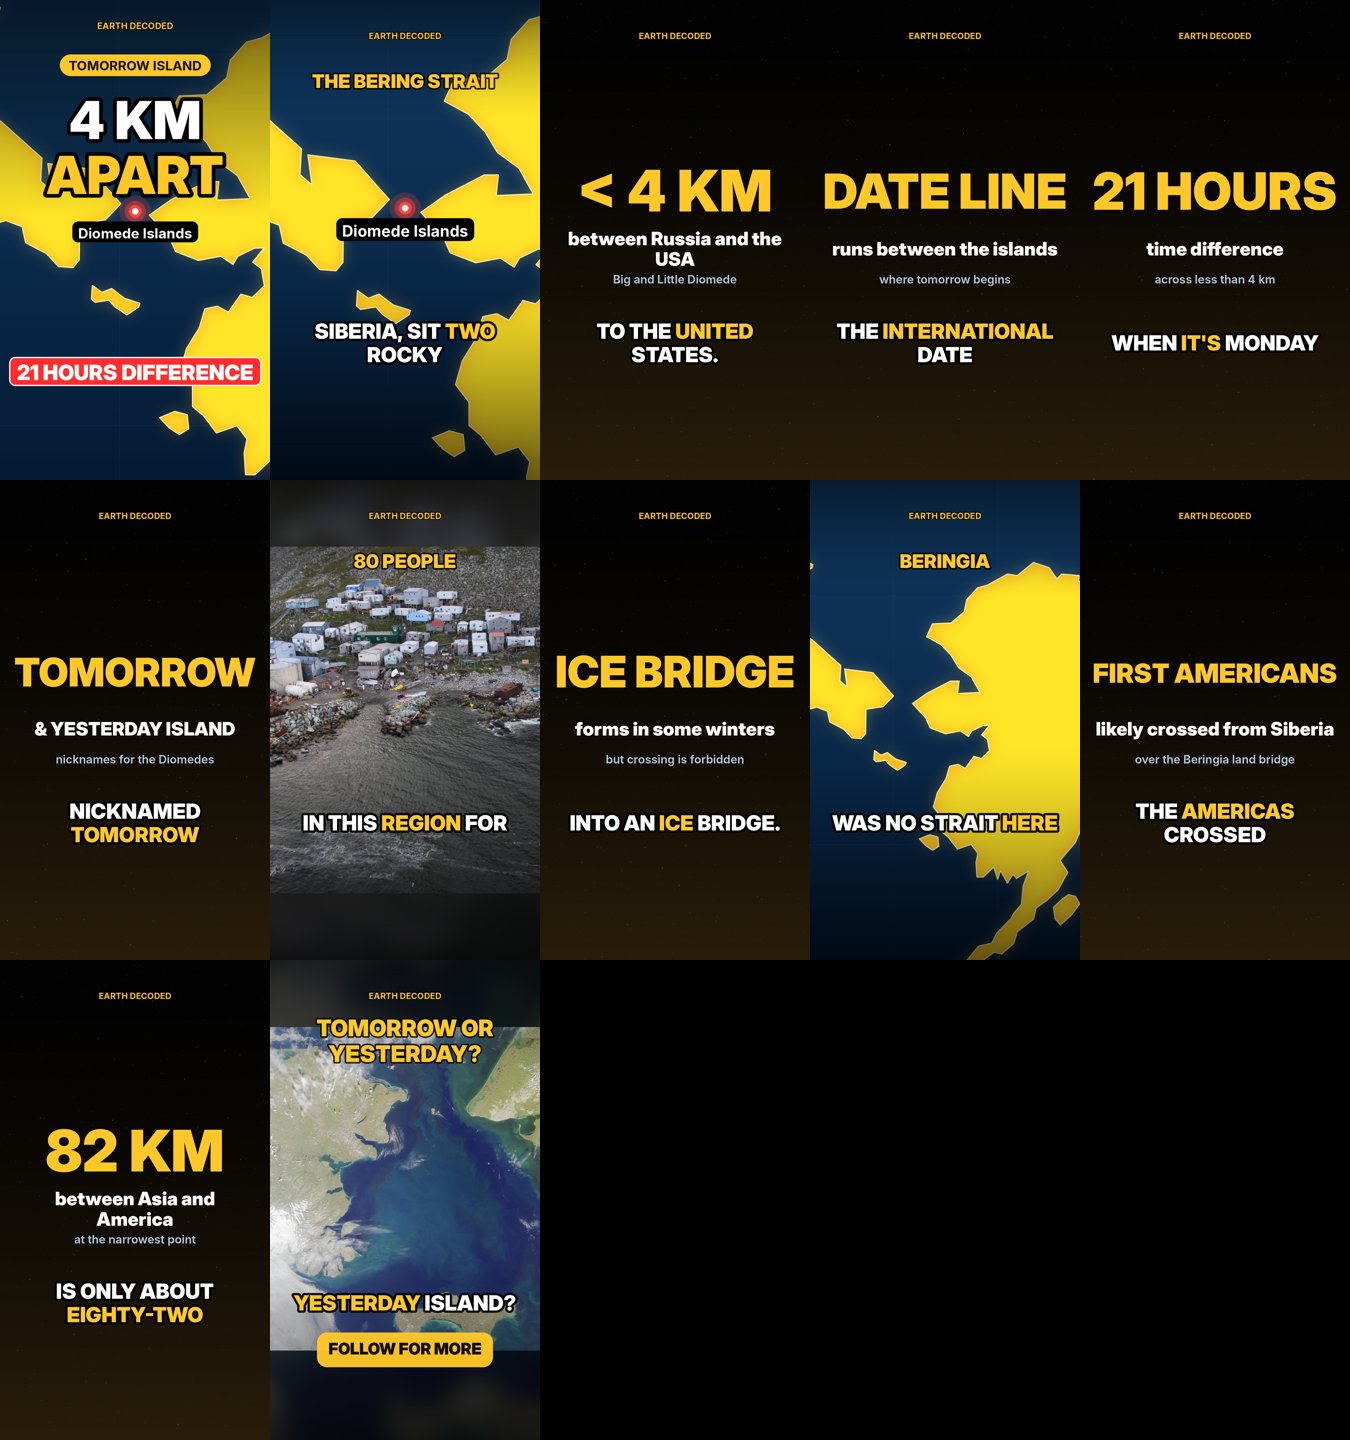 EARTH DECODED
TOMORROW ISLAND
4 KM
APART
Diomede Islands
21 HOURS DIFFERENCE
EARTH DECODED
THE BERING STRAIT
Diomede Islands
SIBERIA, SIT TWO
ROCKY
EARTH DECODED
< 4 KM
between Russia and the
USA
Big and Little Diomede
TO THE UNITED
STATES.
EARTH DECODED
DATE LINE
runs between the islands
where tomorrow begins
THE INTERNATIONAL
DATE
EARTH DECODED
21 HOURS
time difference
across less than 4 km
WHEN IT'S MONDAY
EARTH DECODED
TOMORROW
& YESTERDAY ISLAND
nicknames for the Diomedes
NICKNAMED
TOMORROW
EARTH DECODED
80 PEOPLE
IN THIS REGION FOR
EARTH DECODED
ICE BRIDGE
forms in some winters
but crossing is forbidden
INTO AN ICE BRIDGE.
EARTH DECODED
BERINGIA
WAS NO STRAIT HERE
EARTH DECODED
FIRST AMERICANS
likely crossed from Siberia
over the Beringia land bridge
THE AMERICAS
CROSSED
EARTH DECODED
82 KM
between Asia and
America
at the narrowest point
IS ONLY ABOUT
EIGHTY-TWO
EARTH DECODED
TOMORROW OR
YESTERDAY?
YESTERDAY ISLAND?
FOLLOW FOR MORE